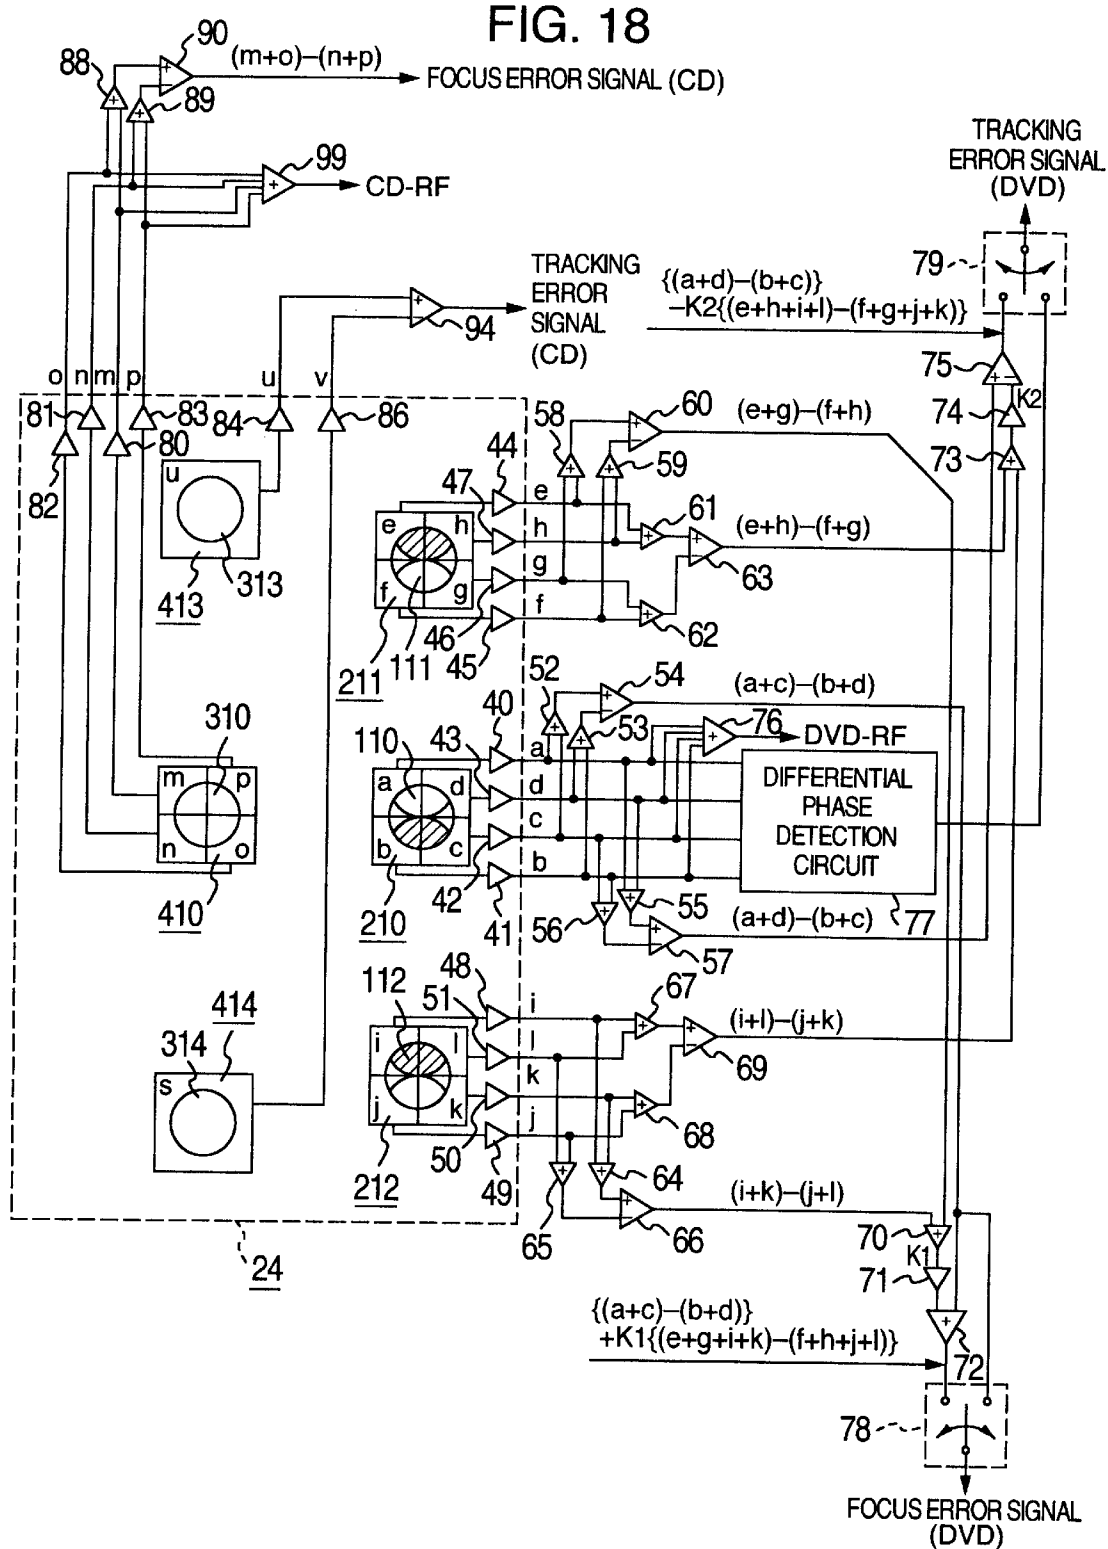 FIG. 18
90
(m+o)–(n+p)
88
FOCUS ERROR SIGNAL (CD)
89
99
CD-RF
TRACKING
ERROR SIGNAL
(DVD)
79
TRACKING
ERROR
SIGNAL
(CD)
94
{(a+d)–(b+c)}
–K2{(e+h+i+l)–(f+g+j+k)}
75
K2
74
73
o n m p u v
81
83
84
86
82
80
u
313
413
44
47
e
h
f
g
e
h
g
f
46
45
111
211
58
60
59
(e+g)–(f+h)
61
(e+h)–(f+g)
63
62
52
54
(a+c)–(b+d)
53
76
DVD-RF
40
43
110
a
d
b
c
a
d
c
b
42
41
210
310
m
p
n
o
410
DIFFERENTIAL
PHASE
DETECTION
CIRCUIT
77
55
56
57
(a+d)–(b+c)
48
51
112
i
l
j
k
i
l
k
j
50
49
212
67
(i+l)–(j+k)
69
68
414
314
s
64
65
66
(i+k)–(j+l)
70
K1
71
24
{(a+c)–(b+d)}
+K1{(e+g+i+k)–(f+h+j+l)}
72
78
FOCUS ERROR SIGNAL
(DVD)